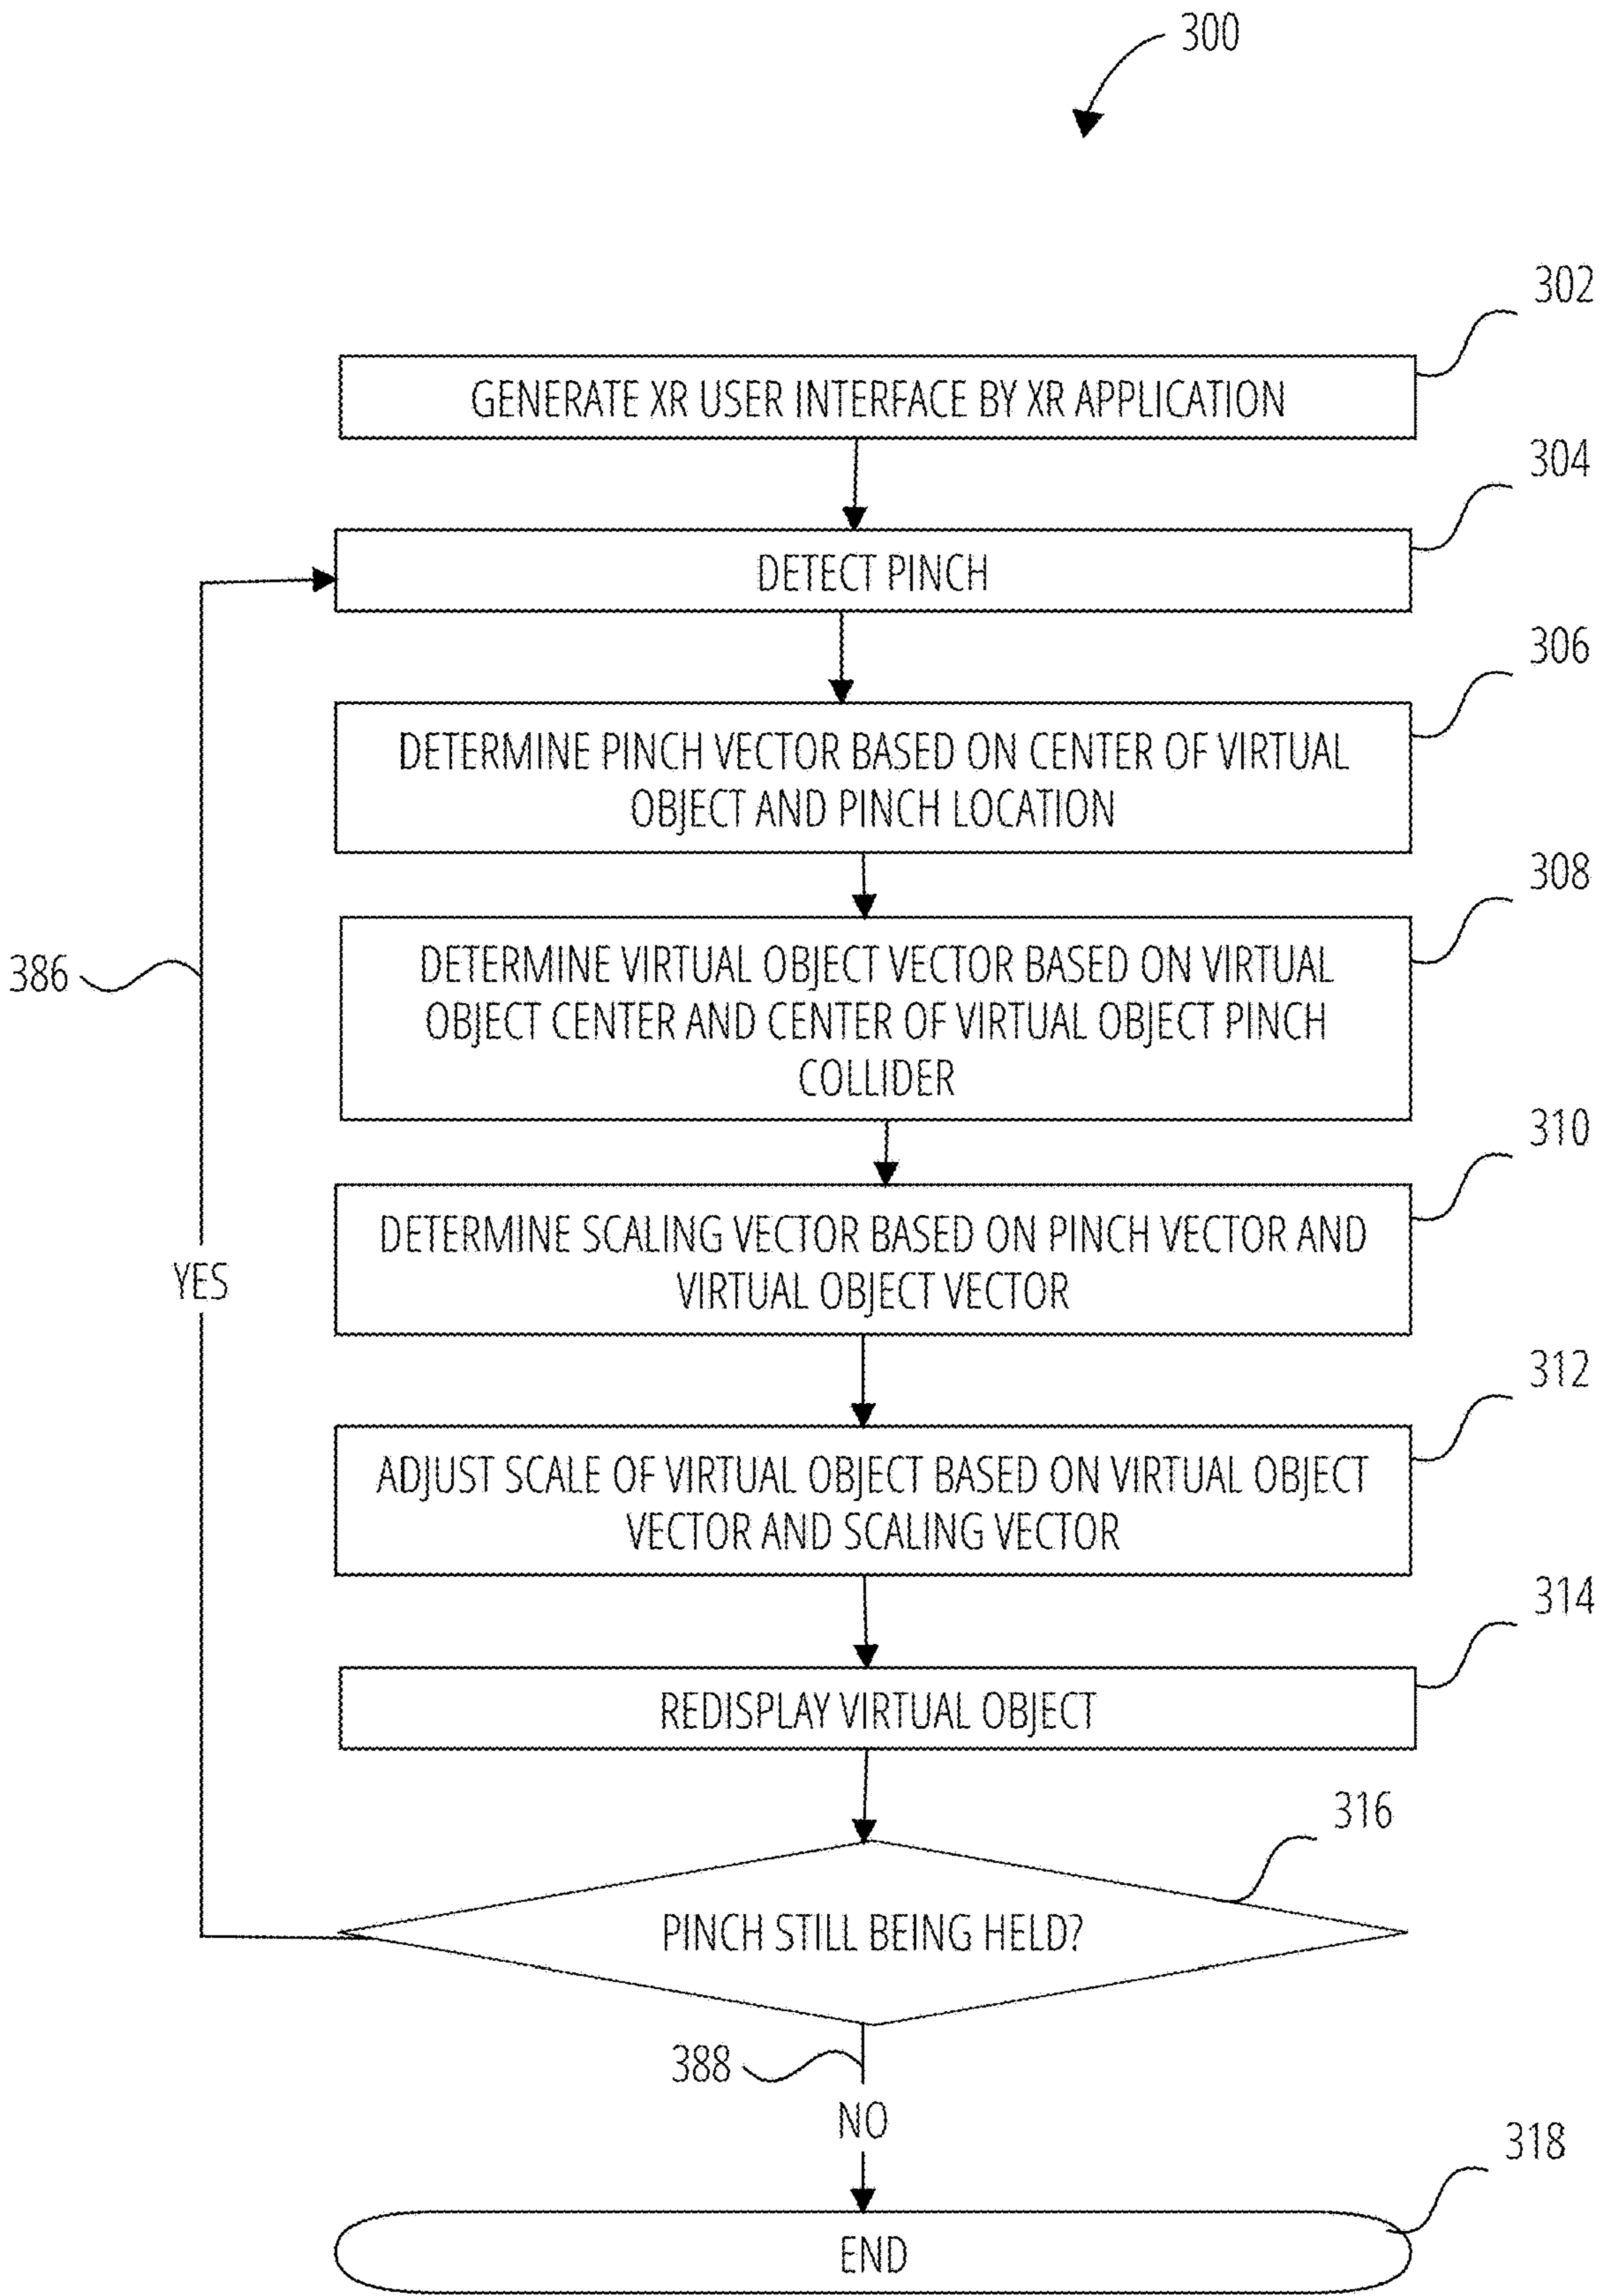 300
302
GENERATE XR USER INTERFACE BY XR APPLICATION
304
DETECT PINCH
306
DETERMINE PINCH VECTOR BASED ON CENTER OF VIRTUAL
OBJECT AND PINCH LOCATION
308
DETERMINE VIRTUAL OBJECT VECTOR BASED ON VIRTUAL
OBJECT CENTER AND CENTER OF VIRTUAL OBJECT PINCH
COLLIDER
386
310
DETERMINE SCALING VECTOR BASED ON PINCH VECTOR AND
VIRTUAL OBJECT VECTOR
YES
312
ADJUST SCALE OF VIRTUAL OBJECT BASED ON VIRTUAL OBJECT
VECTOR AND SCALING VECTOR
314
REDISPLAY VIRTUAL OBJECT
316
PINCH STILL BEING HELD?
388
NO
318
END